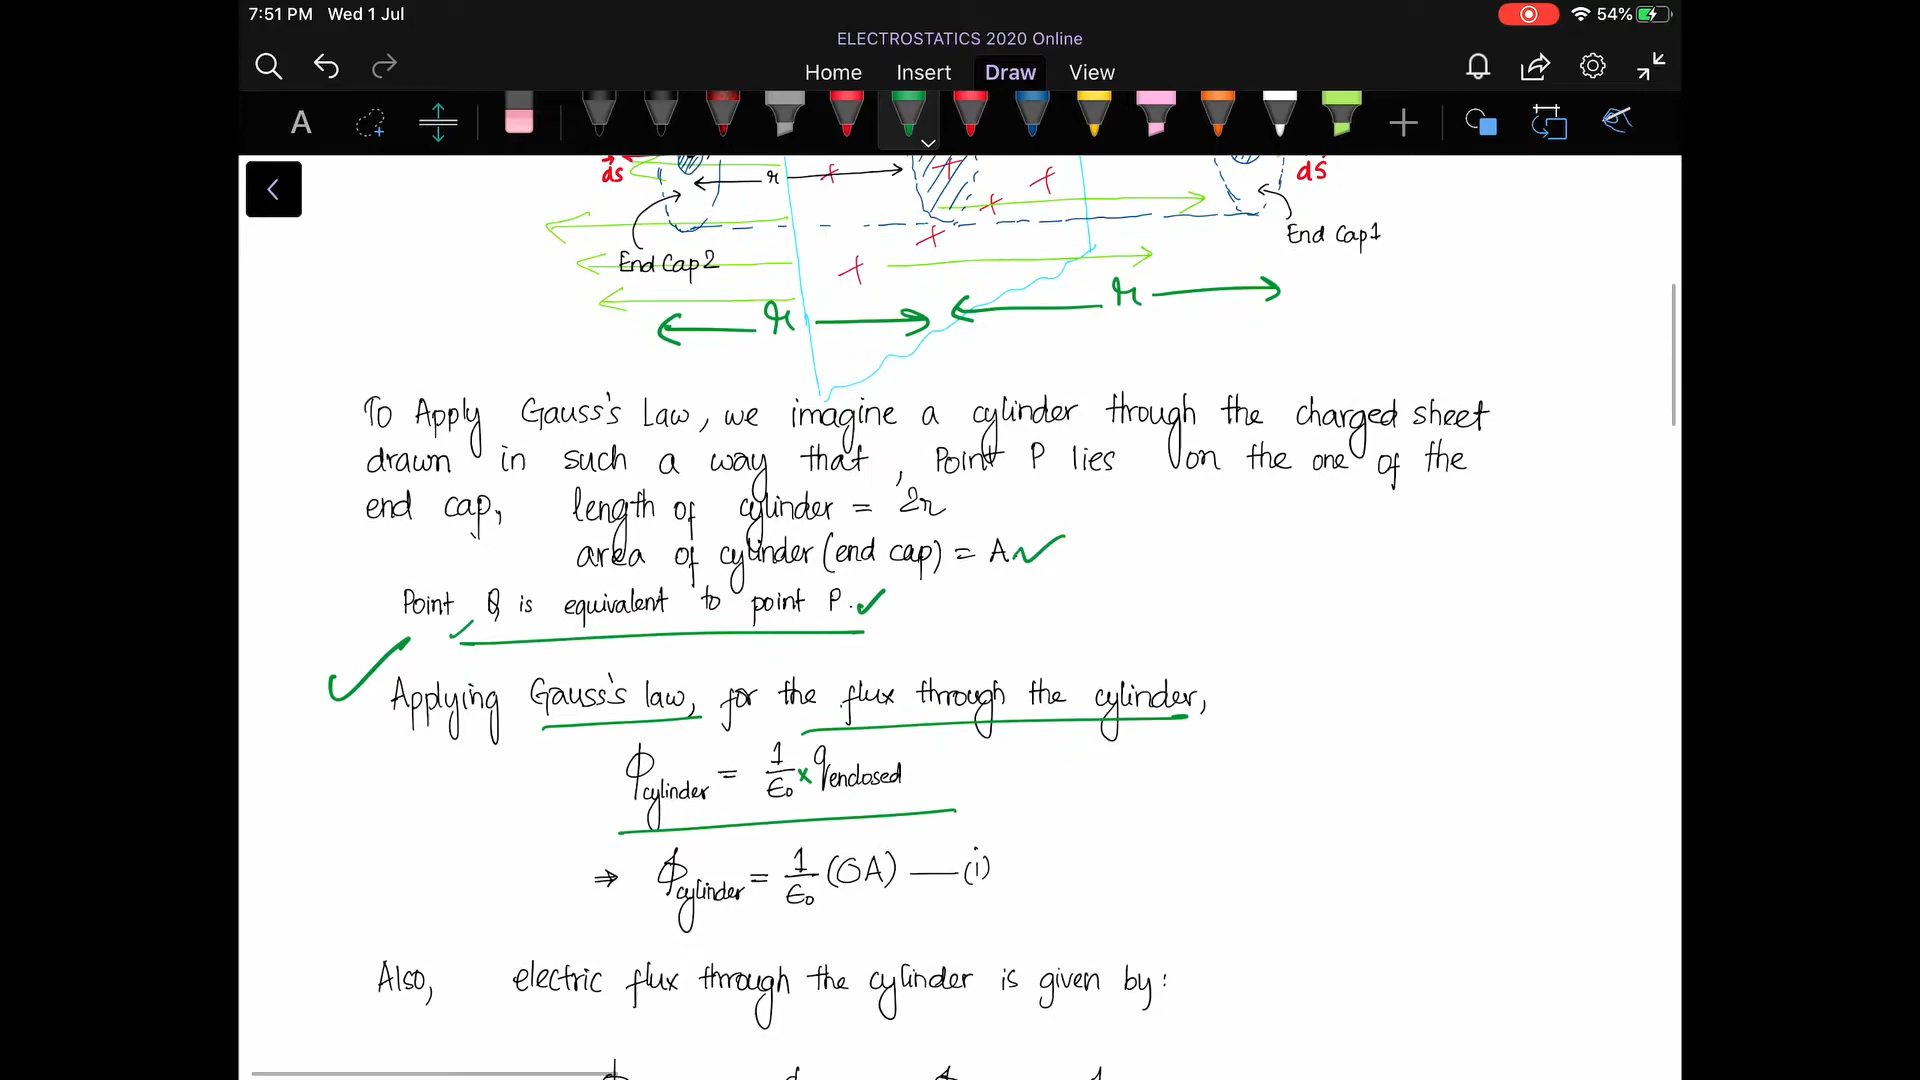 7:51 PM Wed 1 Jul
54%
ELECTROSTATICS 2020 Online
Home Insert Draw View
A
ds r ds
End Cap 1
End Cap 2
r r
To Apply Gauss's Law, we imagine a cylinder through the charged sheet
drawn in such a way that, Point P lies on the one of the
end cap, length of cylinder = 2r
area of cylinder (end cap) = A ✓
Point Q is equivalent to point P. ✓
Applying Gauss's law, for the flux through the cylinder,
ϕcylinder = 1/ϵ₀ × qenclosed
⇒ ϕcylinder = 1/ϵ₀ (σA) — (i)
Also, electric flux through the cylinder is given by: